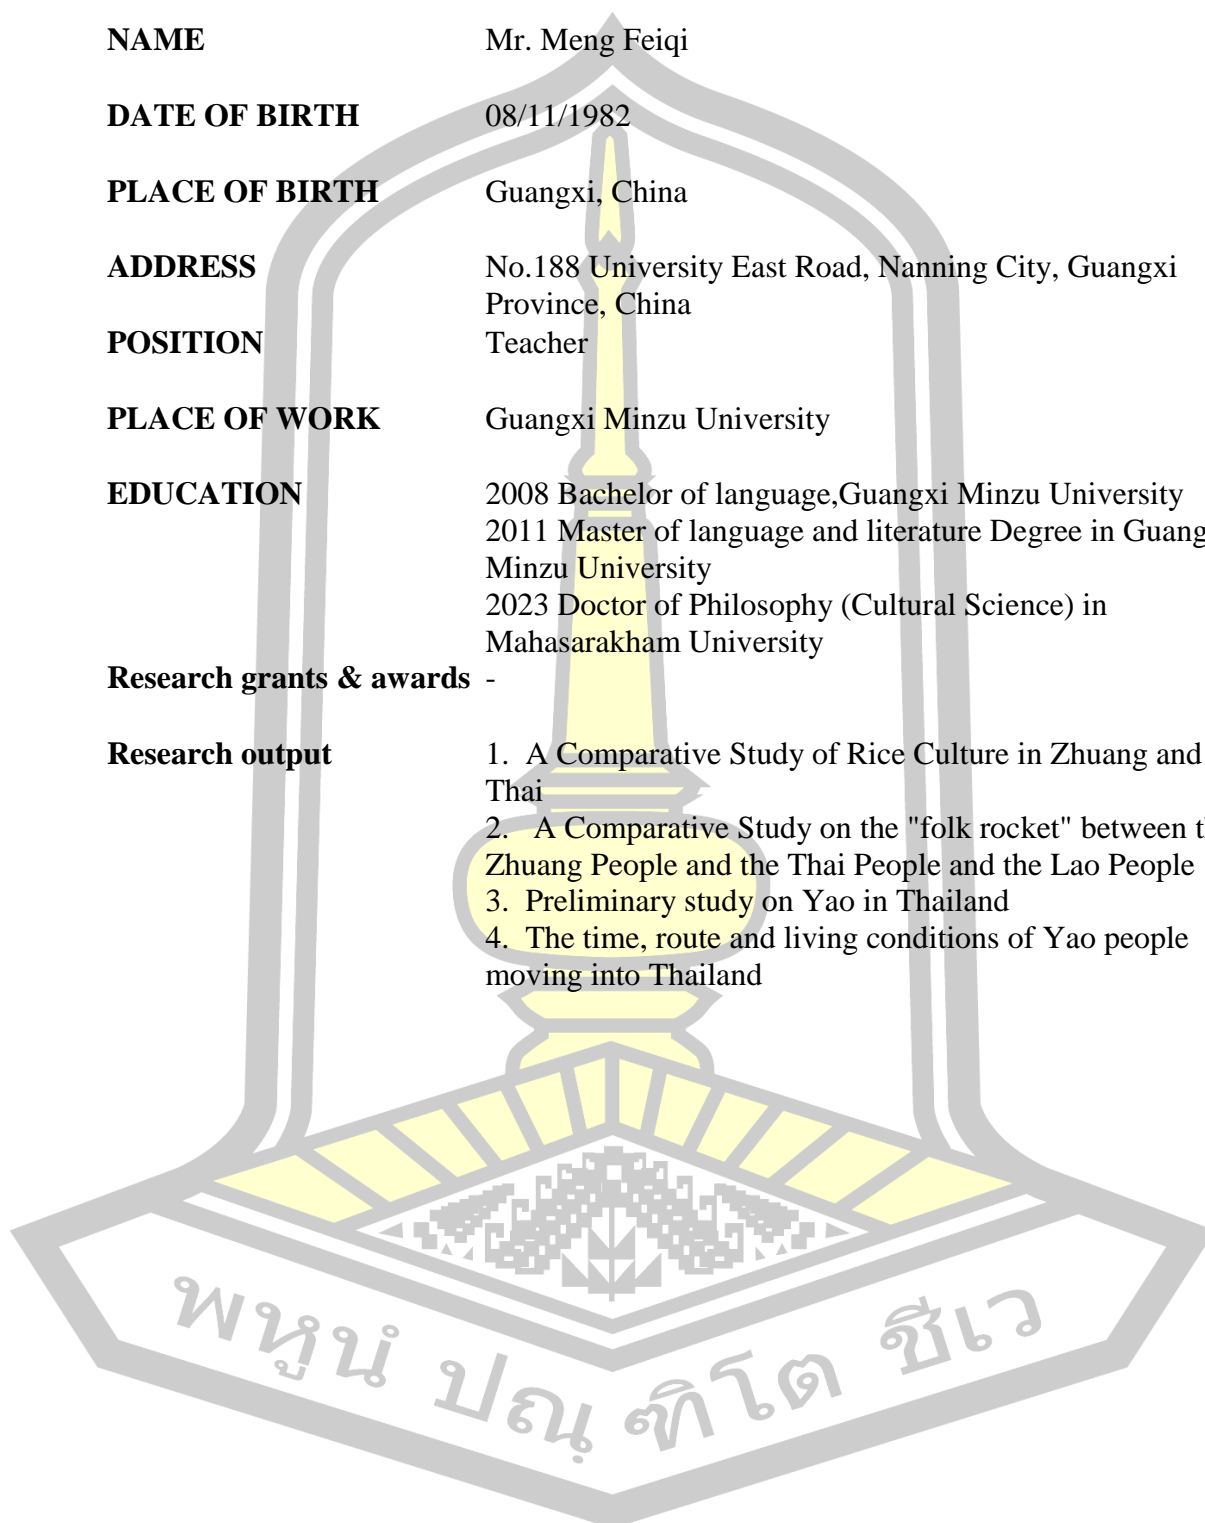 NAME Mr. Meng Feiqi
DATE OF BIRTH 08/11/1982
PLACE OF BIRTH Guangxi, China
ADDRESS No.188 University East Road, Nanning City, Guangxi
Province, China
POSITION Teacher
PLACE OF WORK Guangxi Minzu University
EDUCATION 2008 Bachelor of language,Guangxi Minzu University
2011 Master of language and literature Degree in Guang
Minzu University
2023 Doctor of Philosophy (Cultural Science) in
Mahasarakham University
Research grants & awards -
Research output 1. A Comparative Study of Rice Culture in Zhuang and
Thai
2. A Comparative Study on the "folk rocket" between t
Zhuang People and the Thai People and the Lao People
3. Preliminary study on Yao in Thailand
4. The time, route and living conditions of Yao people
moving into Thailand
พหูนํ ปณฺฑิโต ชีเว